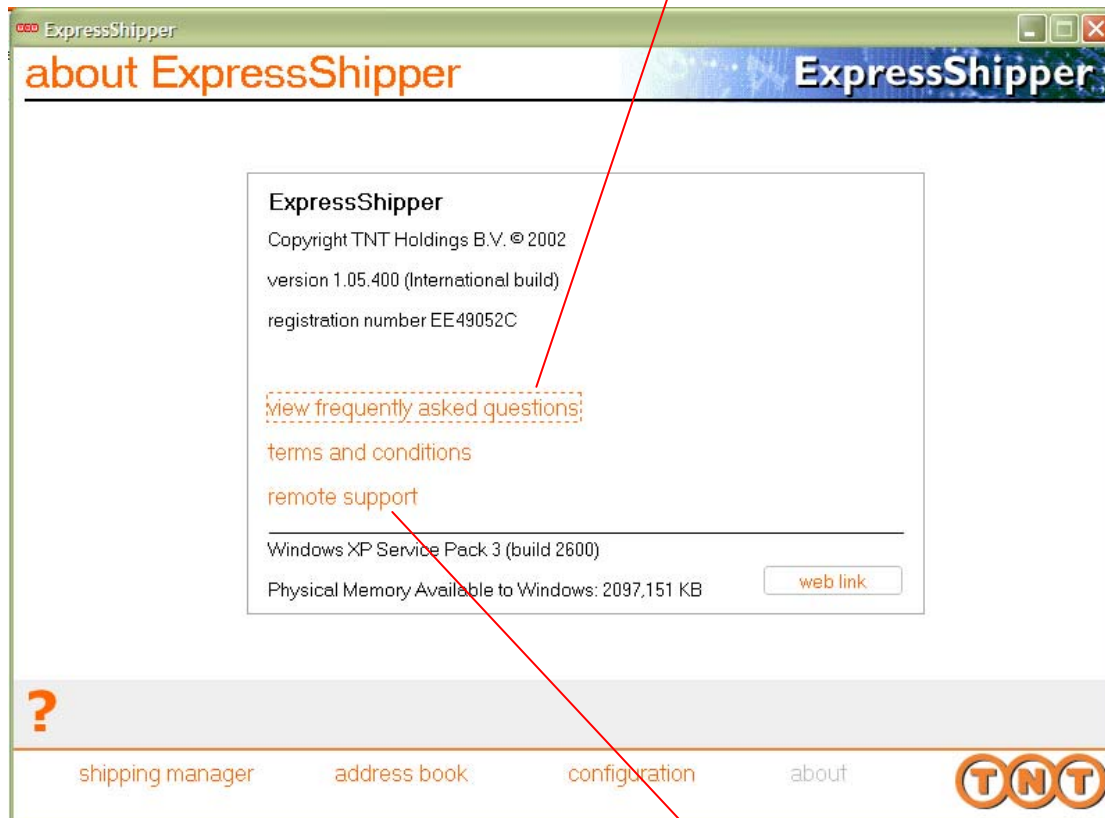 ExpressShipper
about ExpressShipper
ExpressShipper
ExpressShipper
Copyright TNT Holdings B.V. © 2002
version 1.05.400 (International build)
registration number EE49052C
view frequently asked questions
terms and conditions
remote support
Windows XP Service Pack 3 (build 2600)
Physical Memory Available to Windows: 2097,151 KB
web link
?
shipping manager
address book
configuration
about
TNT